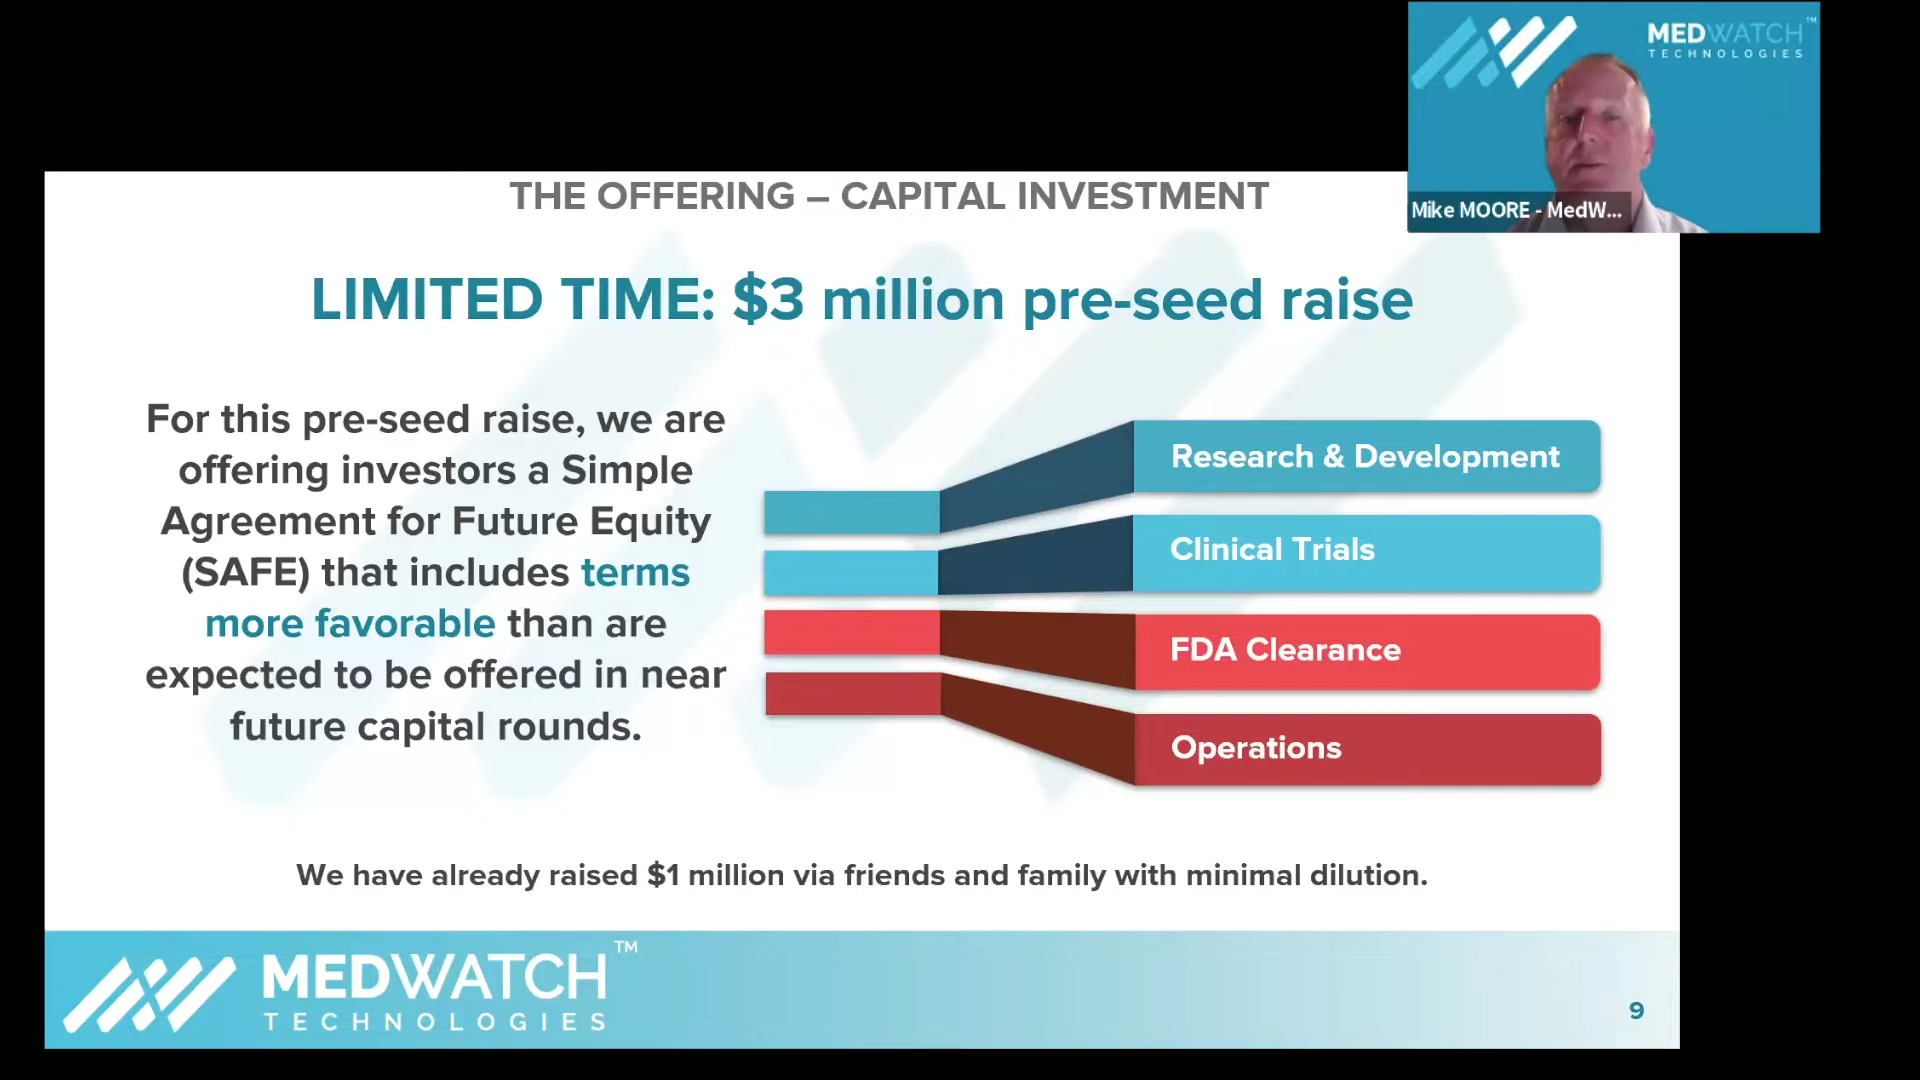 MEDWATCH™
TECHNOLOGIES
Mike MOORE - MedW...
THE OFFERING – CAPITAL INVESTMENT
LIMITED TIME: $3 million pre-seed raise
For this pre-seed raise, we are
offering investors a Simple
Agreement for Future Equity
(SAFE) that includes terms
more favorable than are
expected to be offered in near
future capital rounds.
Research & Development
Clinical Trials
FDA Clearance
Operations
We have already raised $1 million via friends and family with minimal dilution.
MEDWATCH™
TECHNOLOGIES
9